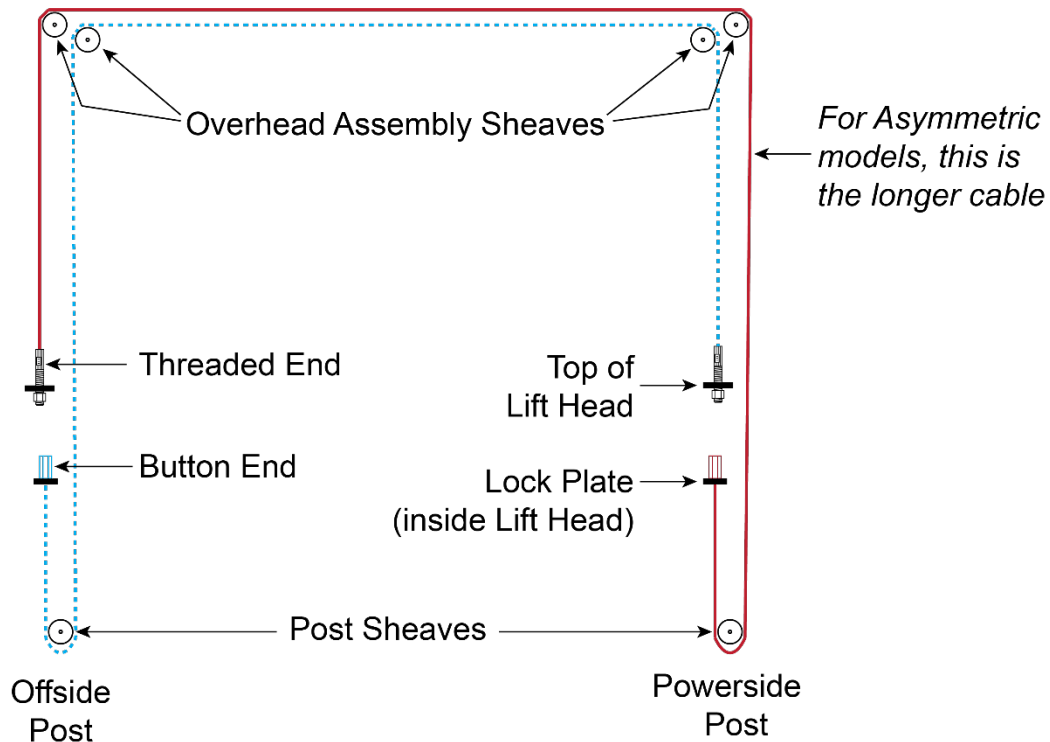 Overhead Assembly Sheaves
For Asymmetric
models, this is
the longer cable
Threaded End
Top of
Lift Head
Button End
Lock Plate
(inside Lift Head)
Post Sheaves
Offside
Post
Powerside
Post